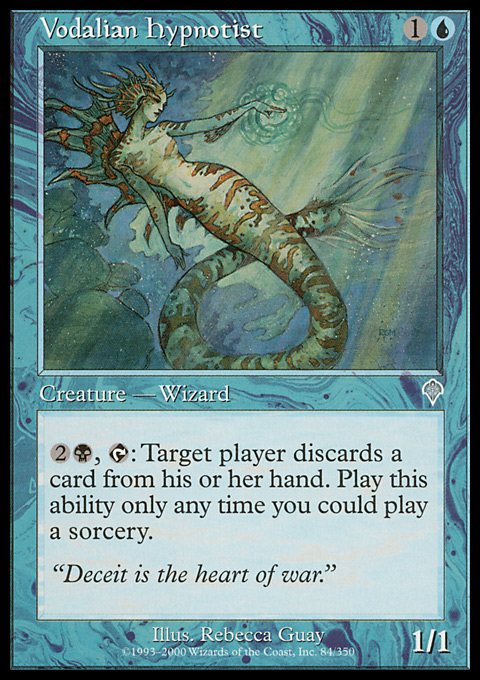 Vodalian Hypnotist 1
Creature — Wizard
2, : Target player discards a
card from his or her hand. Play this
ability only any time you could play
a sorcery.
“Deceit is the heart of war.”
Illus. Rebecca Guay
1/1
©1993–2000 Wizards of the Coast, Inc. 84/350